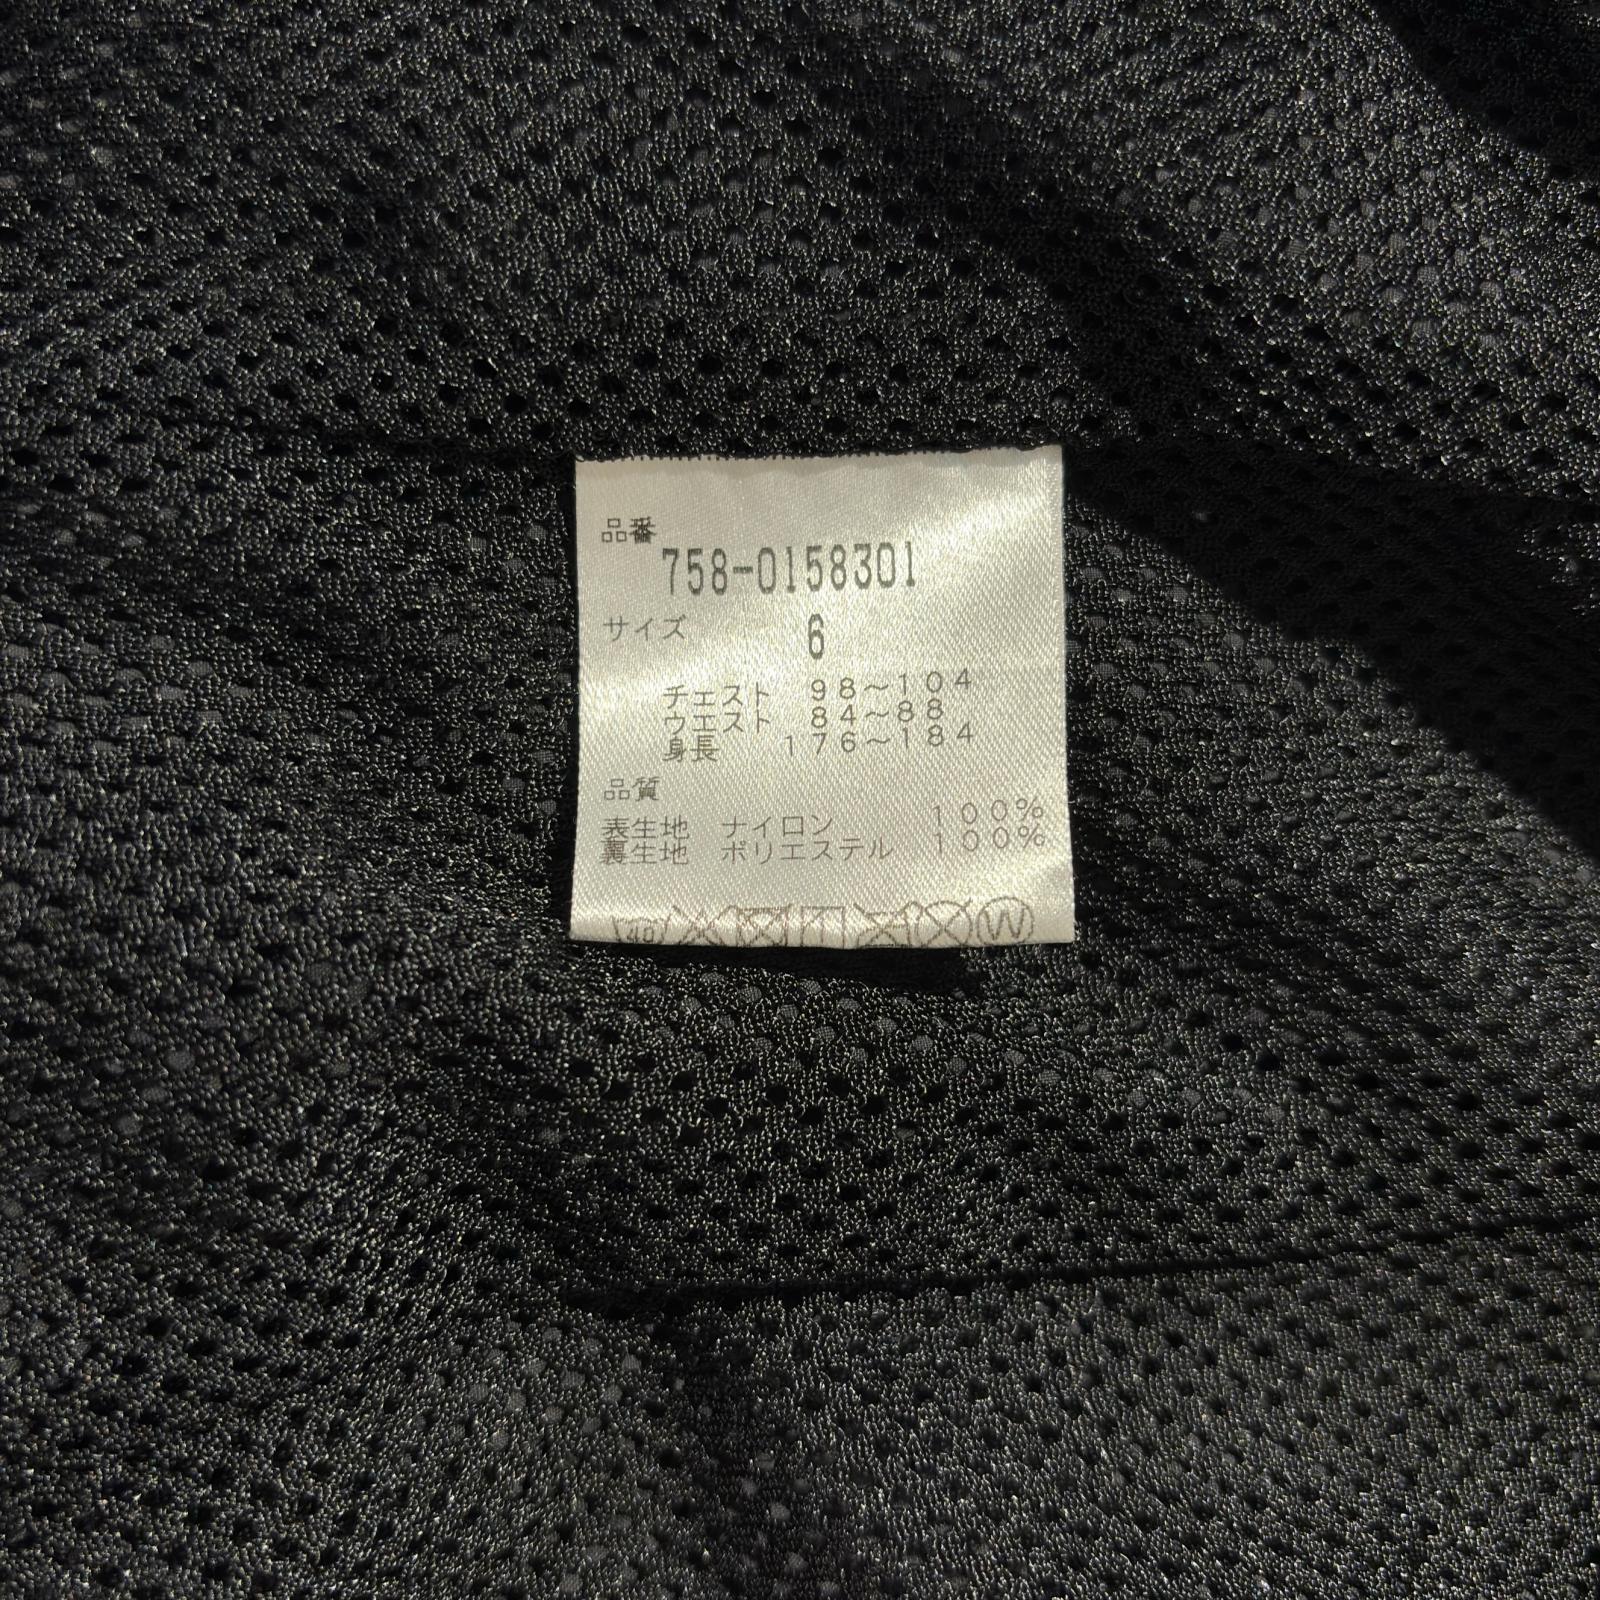 品番
758-0158301
サイズ 6
チェスト 98〜104
ウエスト 84〜88
身長 176〜184
品質
表生地 ナイロン 100%
裏生地 ポリエステル 100%
40 W